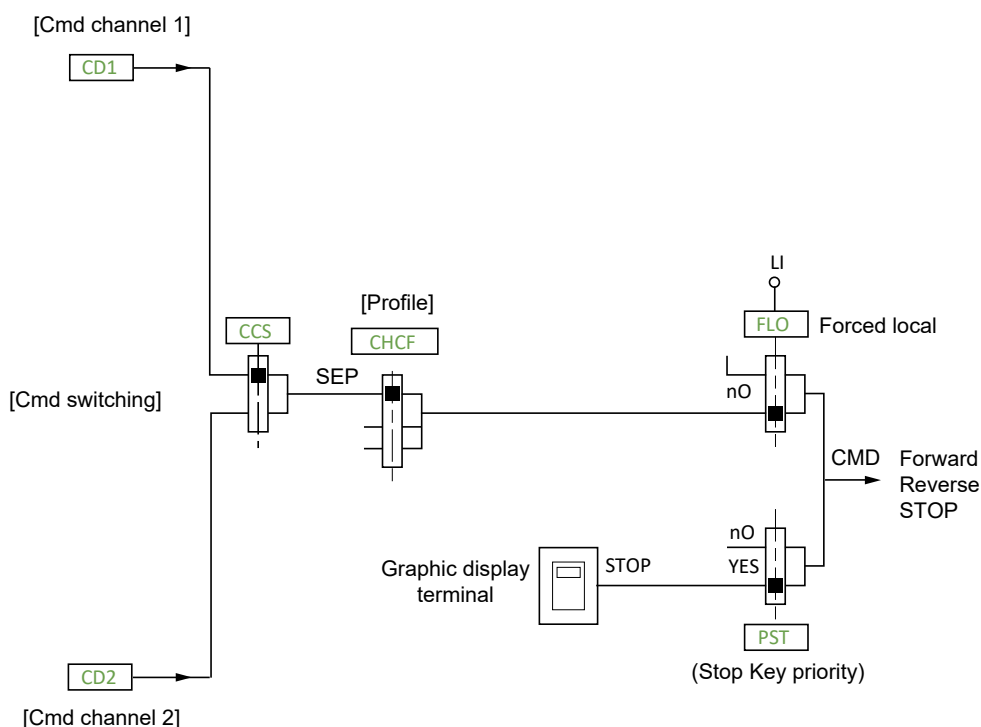 [Cmd channel 1]
CD1
LI
[Profile]
CCS
FLO
Forced local
CHCF
SEP
nO
[Cmd switching]
CMD
Forward
Reverse
STOP
nO
Graphic display
terminal
STOP
YES
PST
(Stop Key priority)
CD2
[Cmd channel 2]